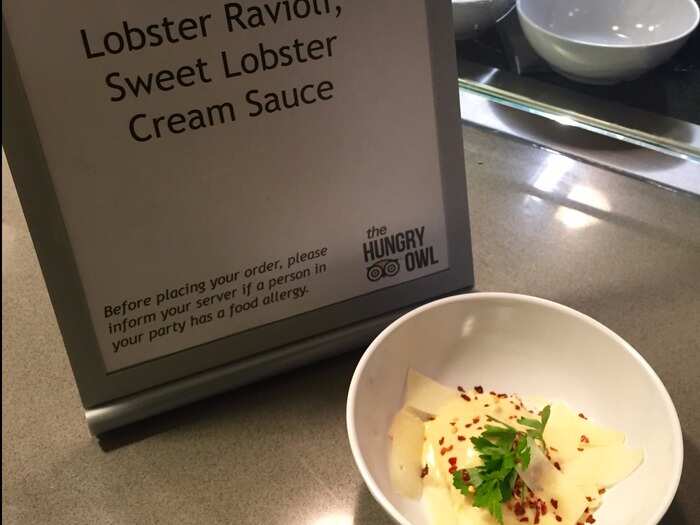 Lobster Ravioli,
Sweet Lobster
Cream Sauce
Before placing your order, please
inform your server if a person in
your party has a food allergy.
the
HUNGRY
OWL